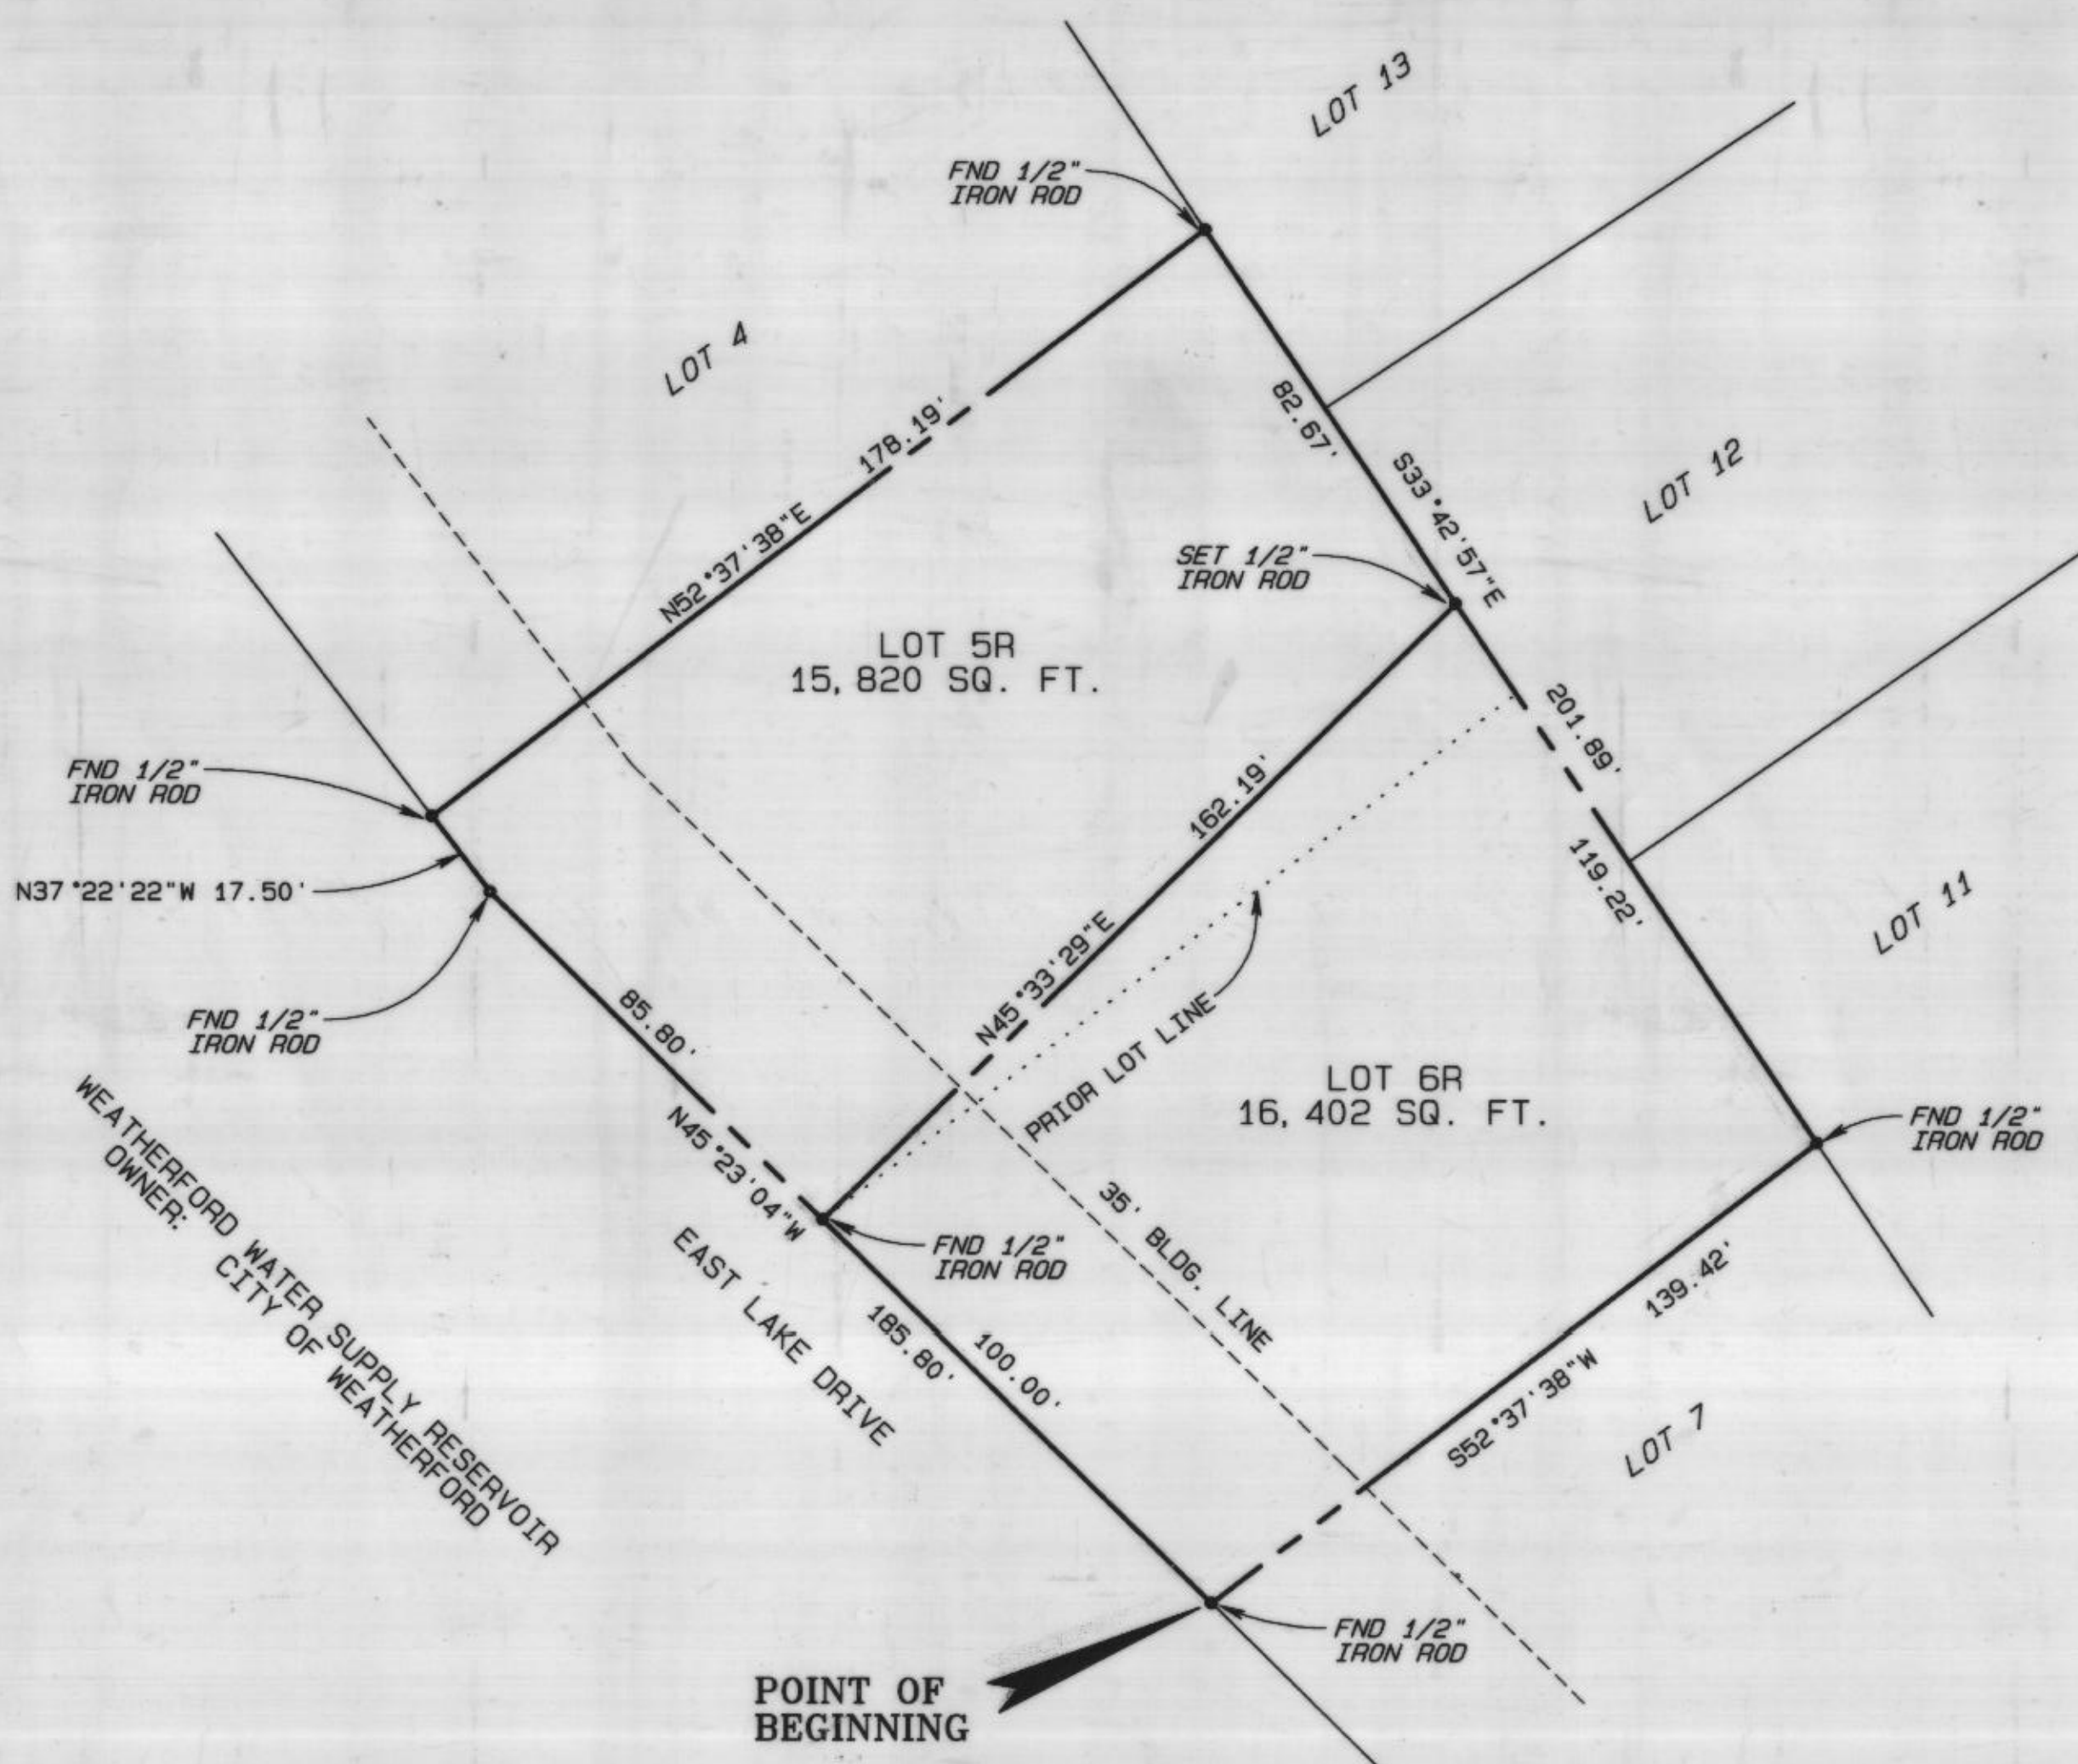 LOT 13
FND 1/2"
IRON ROD
LOT 4
82.67'
178.19'
S33°42'57"E
LOT 12
N52°37'38"E
SET 1/2"
IRON ROD
LOT 5R
15,820 SQ. FT.
201.89'
FND 1/2"
IRON ROD
162.19'
119.22'
N37°22'22"W 17.50'
LOT 11
N45°33'29"E
FND 1/2"
IRON ROD
85.80'
PRIOR LOT LINE
LOT 6R
16,402 SQ. FT.
FND 1/2"
IRON ROD
N45°23'04"W
WEATHERFORD WATER SUPPLY RESERVOIR
OWNER: CITY OF WEATHERFORD
EAST LAKE DRIVE
FND 1/2"
IRON ROD
35' BLDG. LINE
139.42'
185.80'
100.00'
S52°37'38"W
LOT 7
FND 1/2"
IRON ROD
POINT OF
BEGINNING